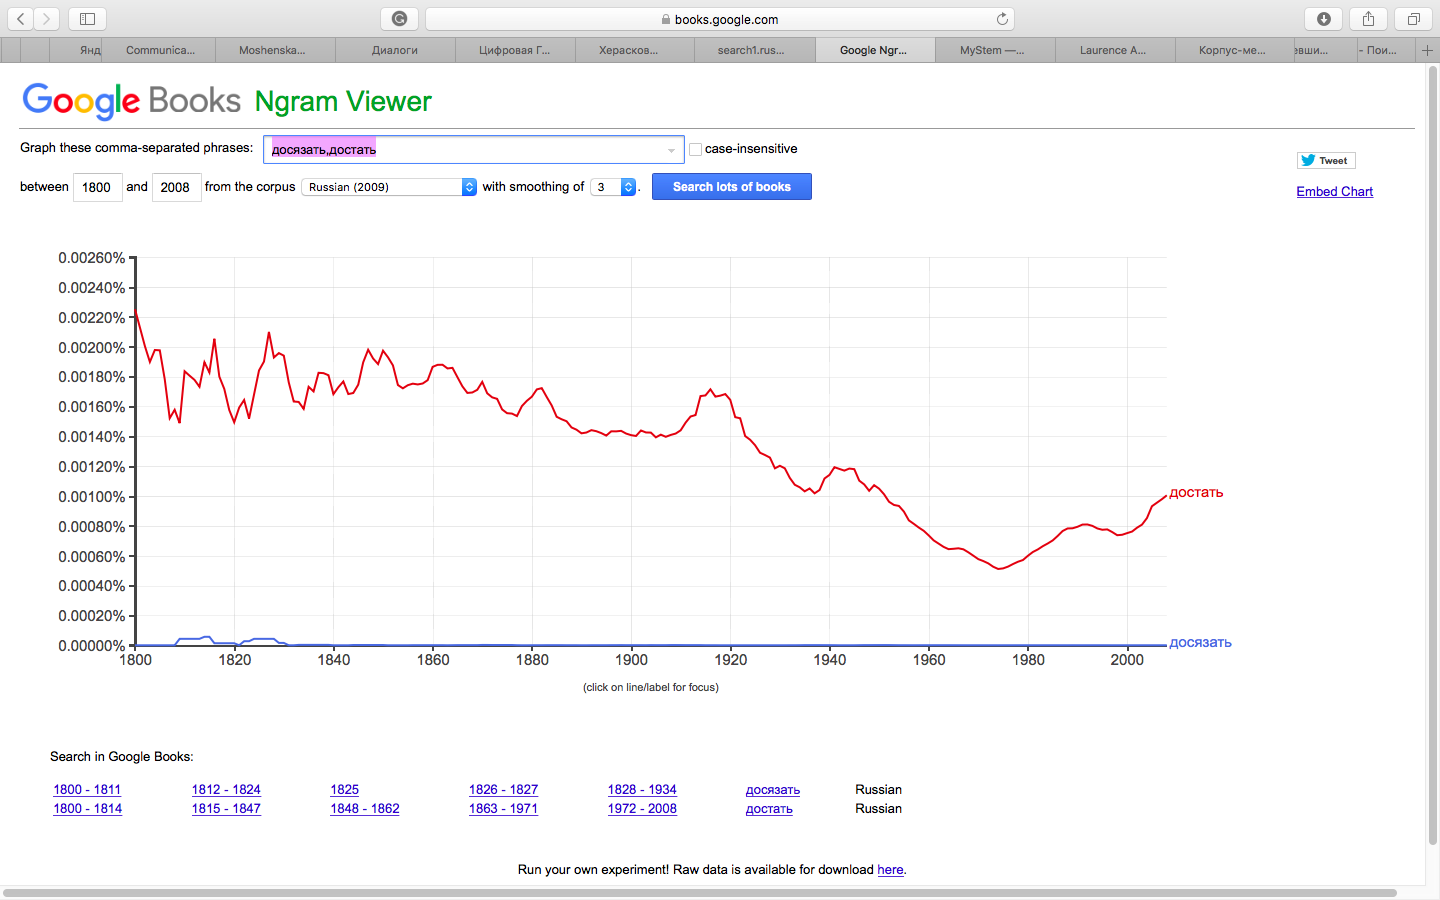 books.google.com
Янд Communica... Moshenska... Диалоги Цифровая Г... Херасков... search1.rus... Google Ngr... MyStem —... Laurence A... Корпус-ме... евши... - Пои...
Google Books Ngram Viewer
Graph these comma-separated phrases: досязать,достать case-insensitive
Tweet
between 1800 and 2008 from the corpus Russian (2009) with smoothing of 3 . Search lots of books
Embed Chart
0.00260%
0.00240%
0.00220%
0.00200%
0.00180%
0.00160%
0.00140%
0.00120%
0.00100%
достать
0.00080%
0.00060%
0.00040%
0.00020%
0.00000%
досязать
1800 1820 1840 1860 1880 1900 1920 1940 1960 1980 2000
(click on line/label for focus)
Search in Google Books:
1800 - 1811 1812 - 1824 1825 1826 - 1827 1828 - 1934 досязать Russian
1800 - 1814 1815 - 1847 1848 - 1862 1863 - 1971 1972 - 2008 достать Russian
Run your own experiment! Raw data is available for download here.